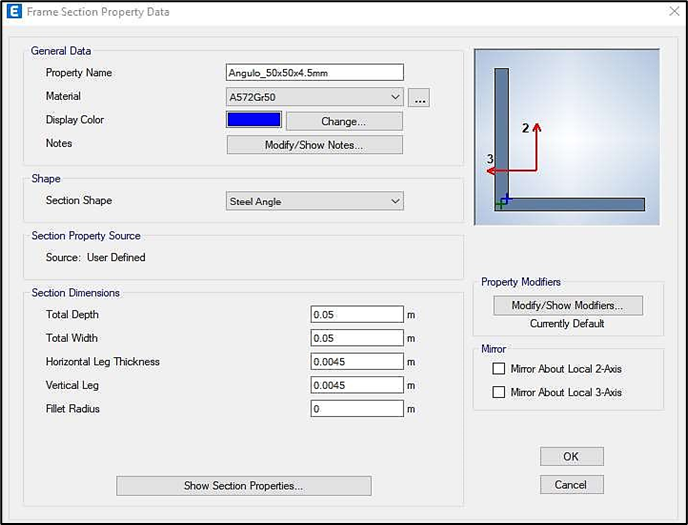 E Frame Section Property Data
General Data
Property Name Angulo_50x50x4.5mm
Material A572Gr50 ...
Display Color Change...
Notes Modify/Show Notes...
Shape
Section Shape Steel Angle
Section Property Source
Source: User Defined
Section Dimensions
Total Depth 0.05 m
Total Width 0.05 m
Horizontal Leg Thickness 0.0045 m
Vertical Leg 0.0045 m
Fillet Radius 0 m
Show Section Properties...
2
3
Property Modifiers
Modify/Show Modifiers...
Currently Default
Mirror
Mirror About Local 2-Axis
Mirror About Local 3-Axis
OK
Cancel